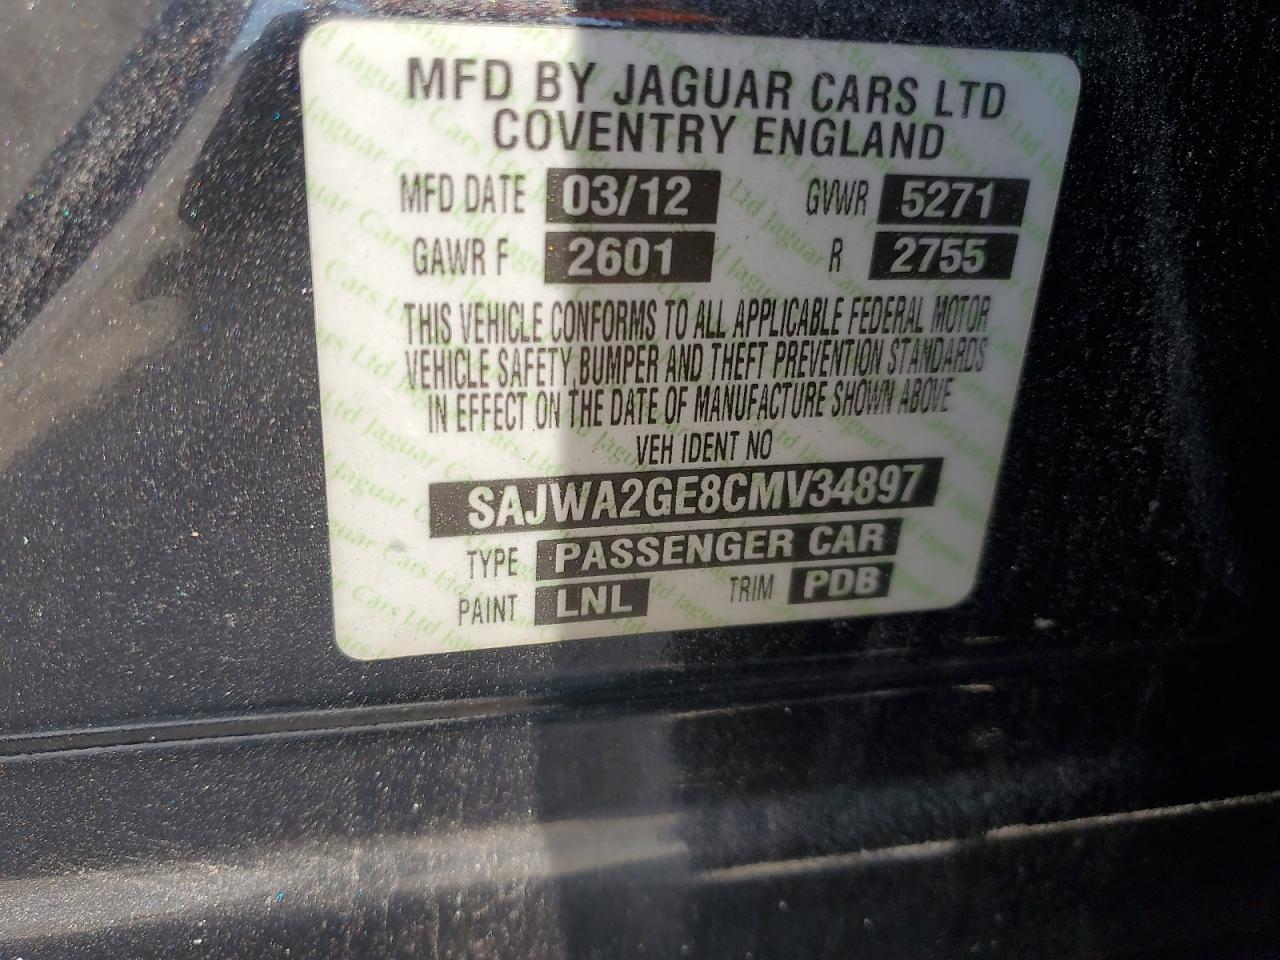 MFD BY JAGUAR CARS LTD
COVENTRY ENGLAND
MFD DATE 03/12 GVWR 5271
GAWR F 2601 R 2755
THIS VEHICLE CONFORMS TO ALL APPLICABLE FEDERAL MOTOR
VEHICLE SAFETY, BUMPER AND THEFT PREVENTION STANDARDS
IN EFFECT ON THE DATE OF MANUFACTURE SHOWN ABOVE
VEH IDENT NO
SAJWA2GE8CMV34897
TYPE PASSENGER CAR
PAINT LNL TRIM PDB